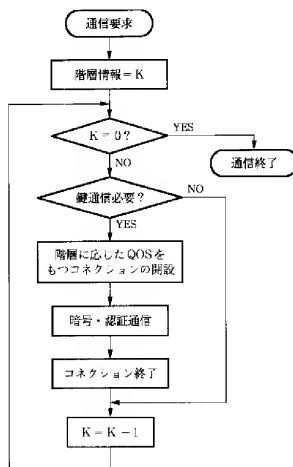 通信要求
階層情報＝K
K＝0？
YES
通信終了
NO
鍵通信必要？
NO
YES
階層に応じたQOSを
もつコネクションの開設
暗号・認証通信
コネクション終了
K＝K－1